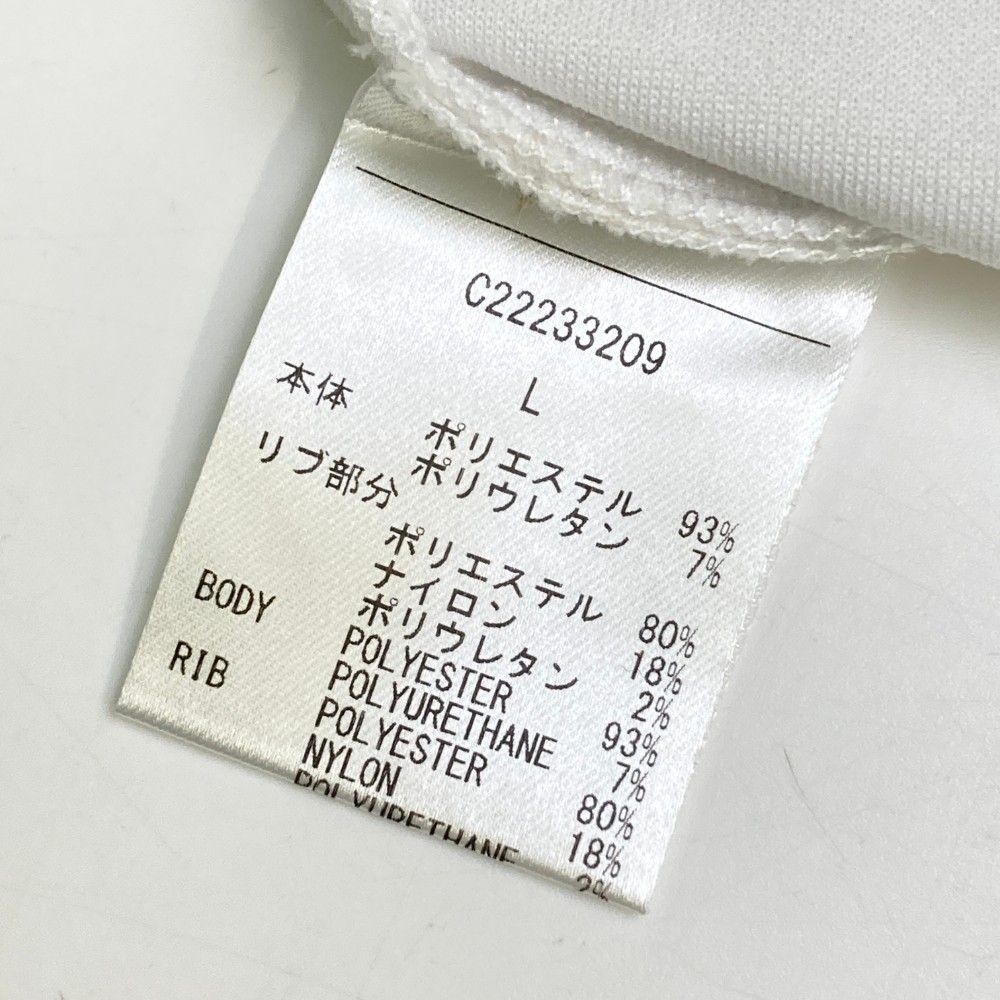 C22233209
L
本体 ポリエステル 93%
ポリウレタン 7%
リブ部分 ポリエステル 80%
ナイロン 18%
ポリウレタン 2%
BODY POLYESTER 93%
POLYURETHANE 7%
RIB POLYESTER 80%
NYLON 18%
POLYURETHANE 2%